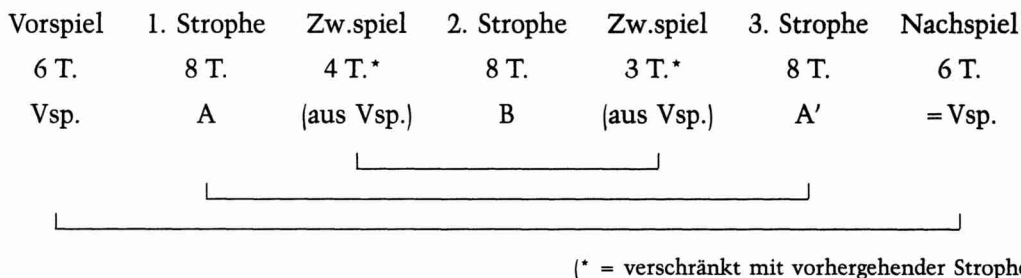 Vorspiel 1. Strophe Zw.spiel 2. Strophe Zw.spiel 3. Strophe Nachspiel
6 T. 8 T. 4 T.* 8 T. 3 T.* 8 T. 6 T.
Vsp. A (aus Vsp.) B (aus Vsp.) A' = Vsp.
(* = verschränkt mit vorhergehender Strophe